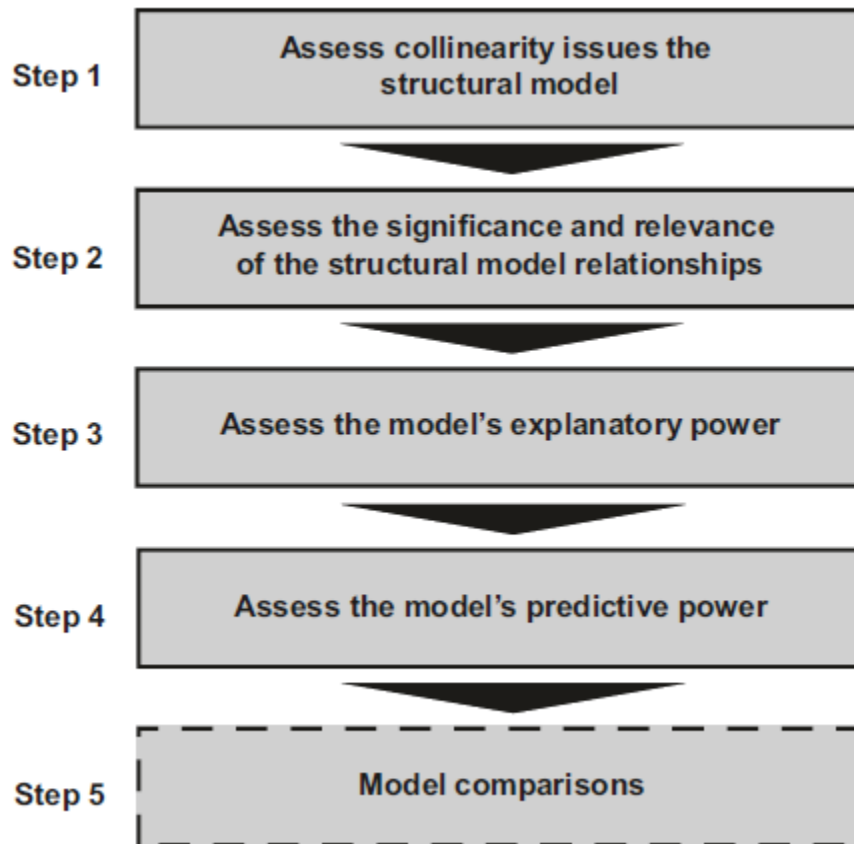 Step 1
Assess collinearity issues the
structural model
Step 2
Assess the significance and relevance
of the structural model relationships
Step 3
Assess the model's explanatory power
Step 4
Assess the model's predictive power
Step 5
Model comparisons